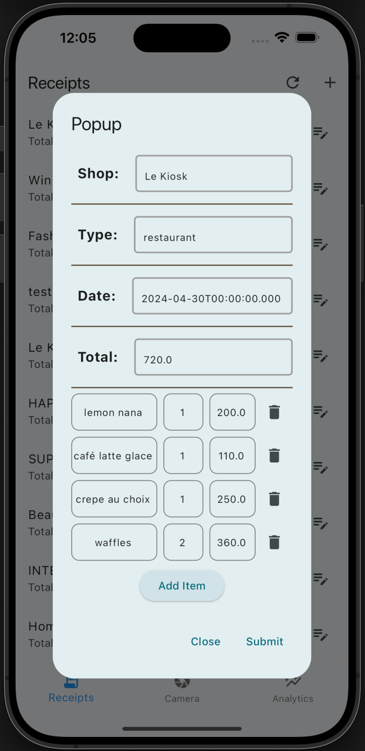 12:05
Receipts
Popup
Shop: Le Kiosk
Type: restaurant
Date: 2024-04-30T00:00:00.000
Total: 720.0
lemon nana 1 200.0
café latte glace 1 110.0
crepe au choix 1 250.0
waffles 2 360.0
Add Item
Close Submit
Le K
Total
Win
Total
Fash
Total
test
Total
Le K
Total
HAP
Total
SUP
Total
Bea
Total
INTE
Total
Hom
Total
Receipts Camera Analytics